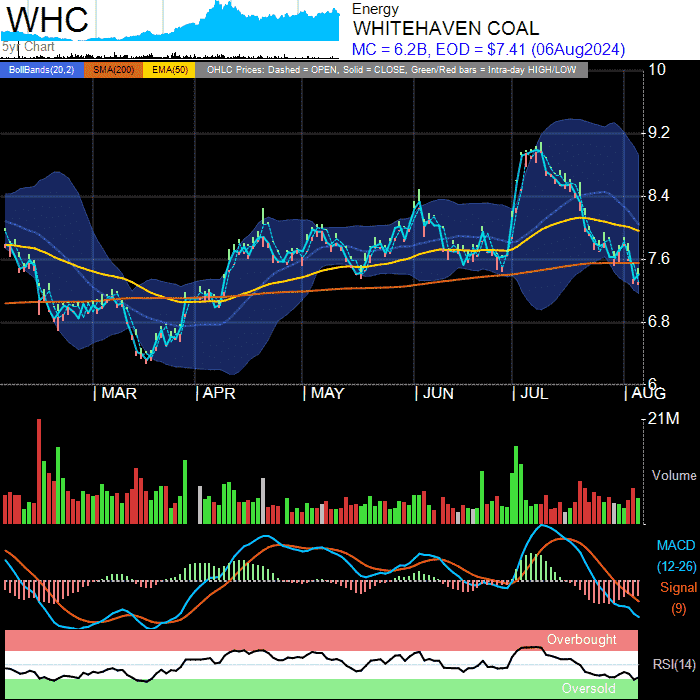 WHC
5yr Chart
Energy
WHITEHAVEN COAL
MC = 6.2B, EOD = $7.41 (06Aug2024)
BollBands(20,2) SMA(200) EMA(50) OHLC Prices: Dashed = OPEN, Solid = CLOSE, Green/Red bars = Intra-day HIGH/LOW
10
9.2
8.4
7.6
6.8
6
MAR APR MAY JUN JUL AUG
21M
Volume
MACD
(12-26)
Signal
(9)
Overbought
RSI(14)
Oversold